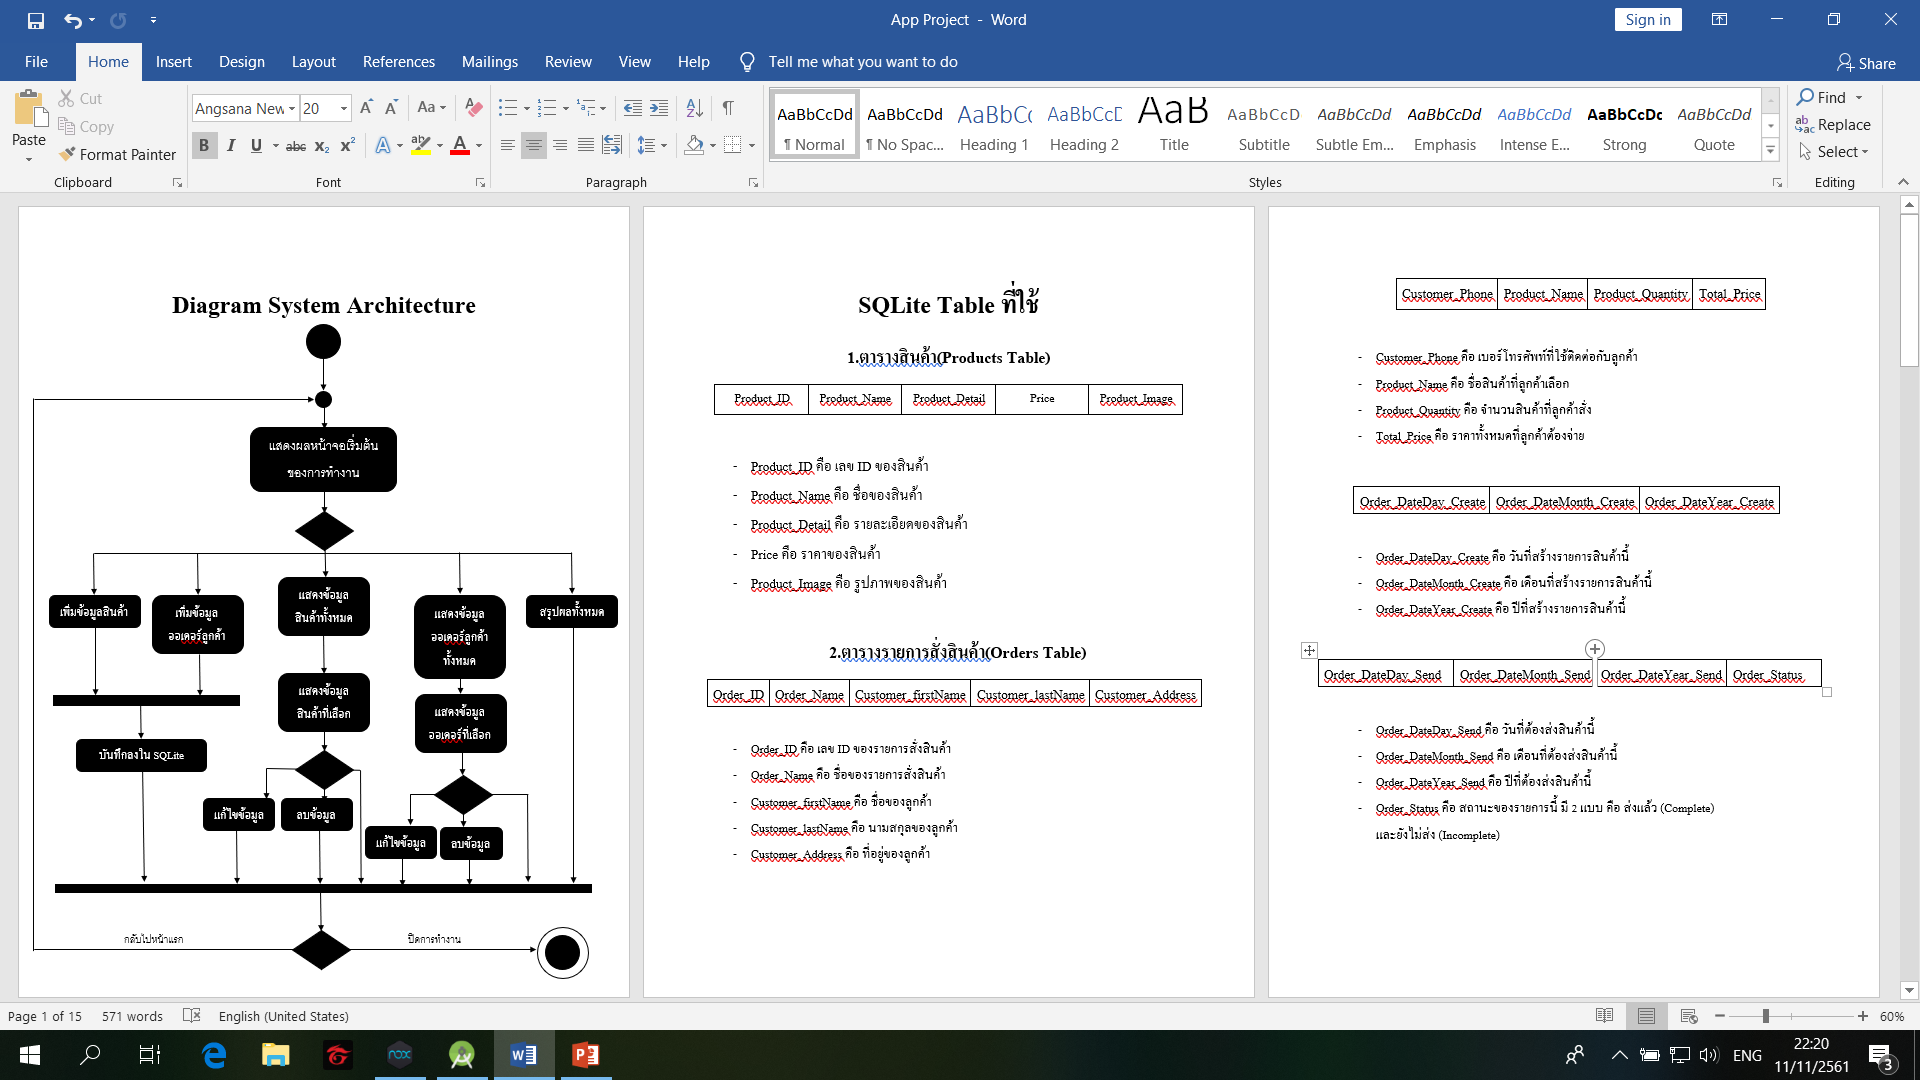 App Project - Word
Sign in
File
Home
Insert
Design
Layout
References
Mailings
Review
View
Help
Tell me what you want to do
Share
Paste
Cut
Copy
Format Painter
Clipboard
Angsana New
20
Font
Paragraph
AaBbCcDd
¶ Normal
AaBbCcDd
¶ No Spac...
AaBbCc
Heading 1
AaBbCcD
Heading 2
AaB
Title
AaBbCcD
Subtitle
AaBbCcDd
Subtle Em...
AaBbCcDd
Emphasis
AaBbCcDd
Intense E...
AaBbCcDc
Strong
AaBbCcDd
Quote
Styles
Find
Replace
Select
Editing
Diagram System Architecture
แสดงผลหน้าจอเริ่มต้น
ของการทำงาน
เพิ่มข้อมูลสินค้า
เพิ่มข้อมูล
ออเดอร์ลูกค้า
แสดงข้อมูล
สินค้าทั้งหมด
แสดงข้อมูล
ออเดอร์ลูกค้า
ทั้งหมด
สรุปผลทั้งหมด
แสดงข้อมูล
สินค้าที่เลือก
แสดงข้อมูล
ออเดอร์ที่เลือก
บันทึกลงใน SQLite
แก้ไขข้อมูล
ลบข้อมูล
แก้ไขข้อมูล
ลบข้อมูล
กลับไปหน้าแรก
ปิดการทำงาน
SQLite Table ที่ใช้
1.ตารางสินค้า(Products Table)
Product_ID Product_Name Product_Detail Price Product_Image
- Product_ID คือ เลข ID ของสินค้า
- Product_Name คือ ชื่อของสินค้า
- Product_Detail คือ รายละเอียดของสินค้า
- Price คือ ราคาของสินค้า
- Product_Image คือ รูปภาพของสินค้า
2.ตารางรายการสั่งสินค้า(Orders Table)
Order_ID Order_Name Customer_firstName Customer_lastName Customer_Address
- Order_ID คือ เลข ID ของรายการสั่งสินค้า
- Order_Name คือ ชื่อของรายการสั่งสินค้า
- Customer_firstName คือ ชื่อของลูกค้า
- Customer_lastName คือ นามสกุลของลูกค้า
- Customer_Address คือ ที่อยู่ของลูกค้า
Customer_Phone Product_Name Product_Quantity Total_Price
- Customer_Phone คือ เบอร์โทรศัพท์ที่ใช้ติดต่อกับลูกค้า
- Product_Name คือ ชื่อสินค้าที่ลูกค้าเลือก
- Product_Quantity คือ จำนวนสินค้าที่ลูกค้าสั่ง
- Total_Price คือ ราคาทั้งหมดที่ลูกค้าต้องจ่าย
Order_DateDay_Create Order_DateMonth_Create Order_DateYear_Create
- Order_DateDay_Create คือ วันที่สร้างรายการสินค้านี้
- Order_DateMonth_Create คือ เดือนที่สร้างรายการสินค้านี้
- Order_DateYear_Create คือ ปีที่สร้างรายการสินค้านี้
Order_DateDay_Send Order_DateMonth_Send Order_DateYear_Send Order_Status
- Order_DateDay_Send คือ วันที่ต้องส่งสินค้านี้
- Order_DateMonth_Send คือ เดือนที่ต้องส่งสินค้านี้
- Order_DateYear_Send คือ ปีที่ต้องส่งสินค้านี้
- Order_Status คือ สถานะของรายการนี้ มี 2 แบบ คือ ส่งแล้ว (Complete)
และยังไม่ส่ง (Incomplete)
Page 1 of 15
571 words
English (United States)
60%
nox
ENG
22:20
11/11/2561
3